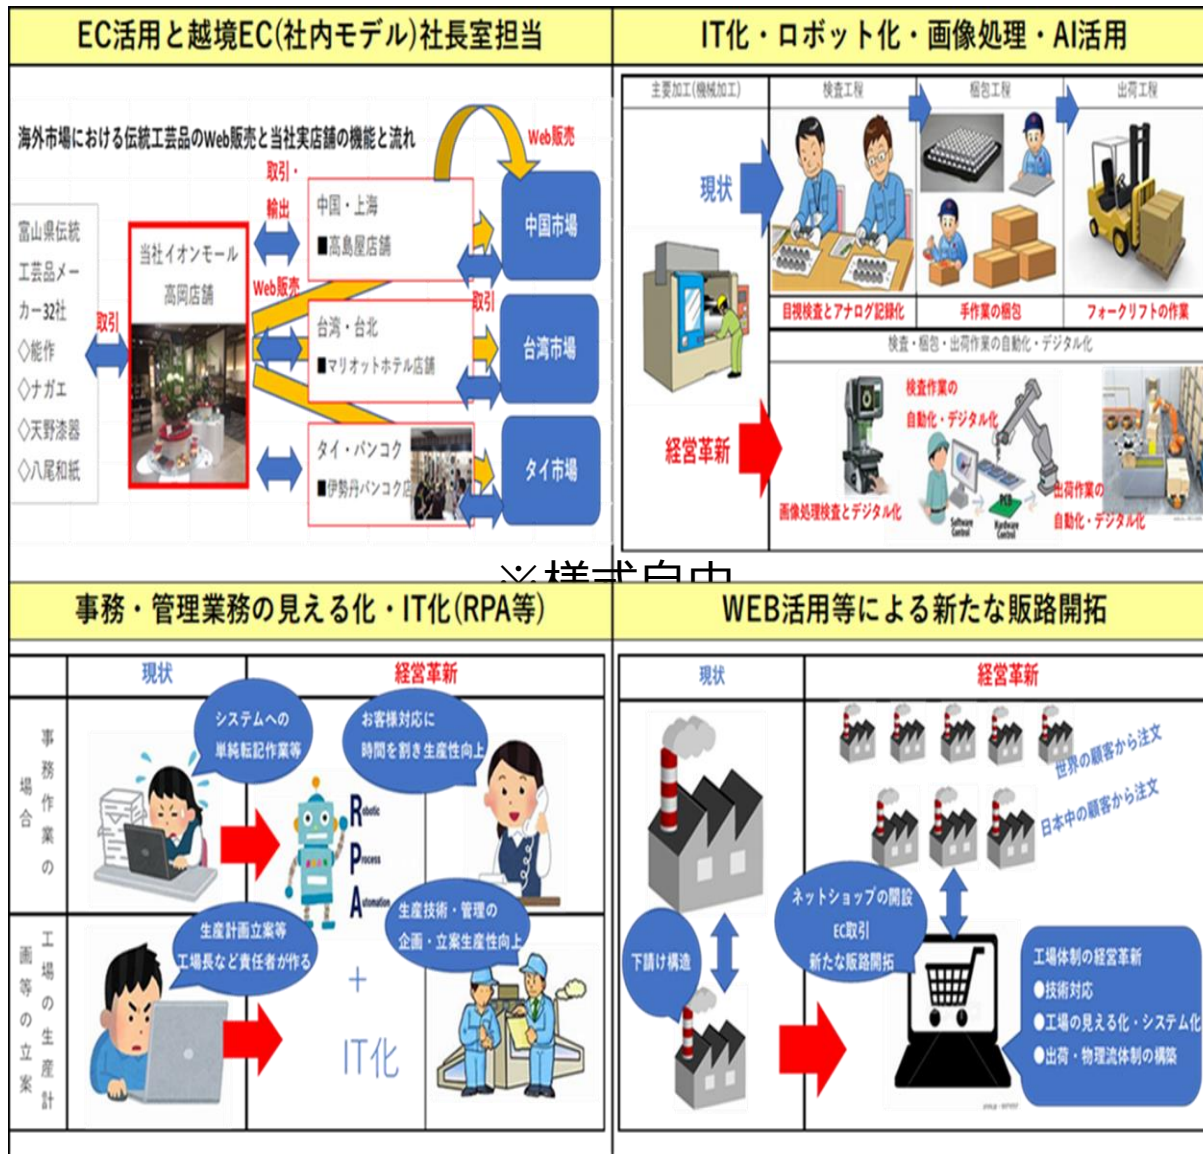 EC活用と越境EC(社内モデル)社長室担当
海外市場における伝統工芸品のWeb販売と当社実店舗の機能と流れ
Web販売
取引・
輸出
富山県伝統
工芸品メー
カー32社
◇能作
◇ナガエ
◇天野漆器
◇八尾和紙
取引
当社イオンモール
高岡店舗
Web販売
中国・上海
■高島屋店舗
中国市場
取引
台湾・台北
■マリオットホテル店舗
台湾市場
タイ・バンコク
■伊勢丹バンコク店
タイ市場
IT化・ロボット化・画像処理・AI活用
主要加工(機械加工)
検査工程
梱包工程
出荷工程
現状
目視検査とアナログ記録化
手作業の梱包
フォークリフトの作業
検査・梱包・出荷作業の自動化・デジタル化
経営革新
検査作業の
自動化・デジタル化
画像処理検査とデジタル化
Software
Control
PCB
Hardware
Control
出荷作業の
自動化・デジタル化
※様式自由
事務・管理業務の見える化・IT化(RPA等)
現状
経営革新
事務作業の
場合
システムへの
単純転記作業等
お客様対応に
時間を割き生産性向上
Robotic
Process
Automation
工場の生産計
画等の立案
生産計画立案等
工場長など責任者が作る
+
IT化
生産技術・管理の
企画・立案生産性向上
WEB活用等による新たな販路開拓
現状
経営革新
世界の顧客から注文
日本中の顧客から注文
下請け構造
ネットショップの開設
EC取引
新たな販路開拓
工場体制の経営革新
●技術対応
●工場の見える化・システム化
●出荷・物理流体制の構築